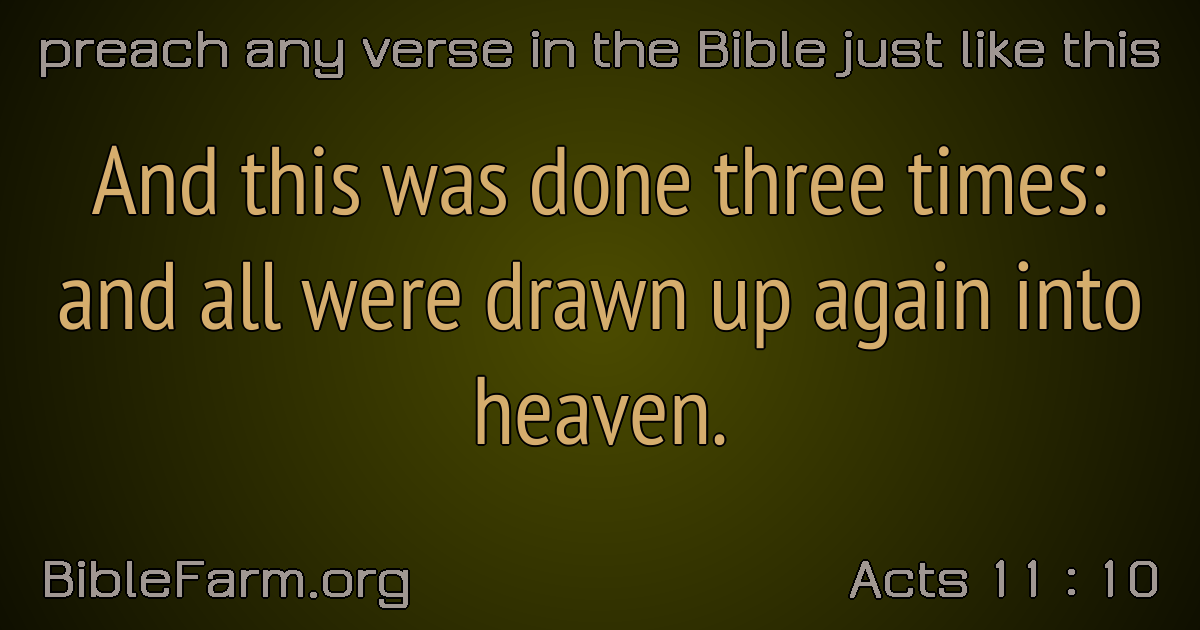 preach any verse in the Bible just like this
And this was done three times:
and all were drawn up again into
heaven.
BibleFarm.org
Acts 11 : 10